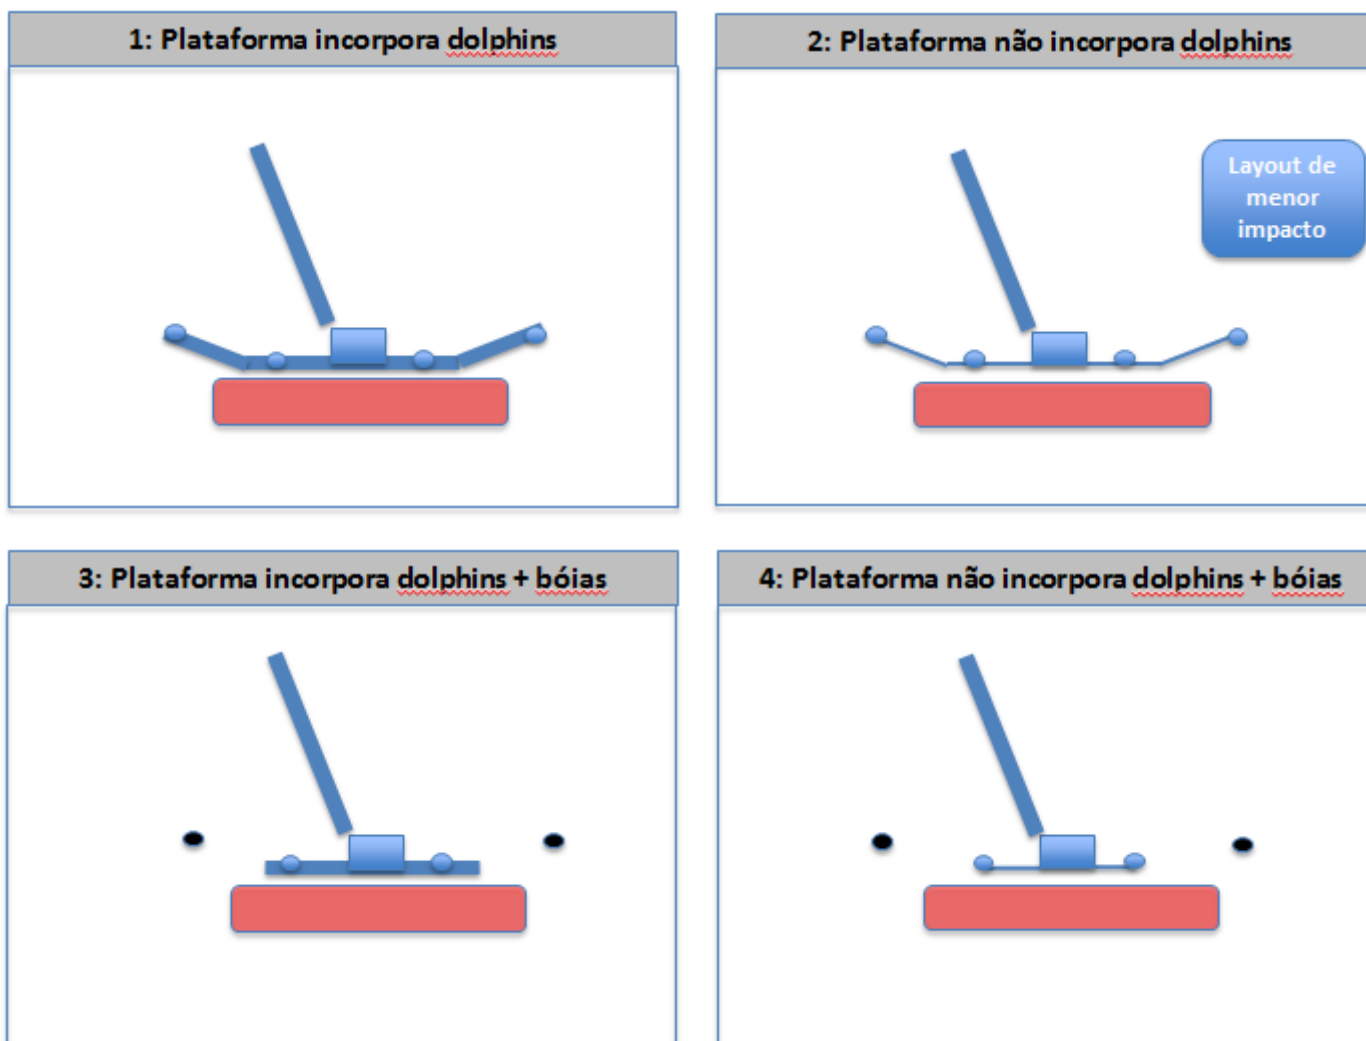 1: Plataforma incorpora dolphins
2: Plataforma não incorpora dolphins
Layout de
menor
impacto
3: Plataforma incorpora dolphins + bóias
4: Plataforma não incorpora dolphins + bóias